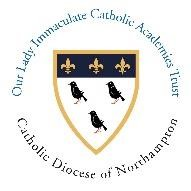 Our Lady Immaculate Catholic Academies Trust
Catholic Diocese of Northampton